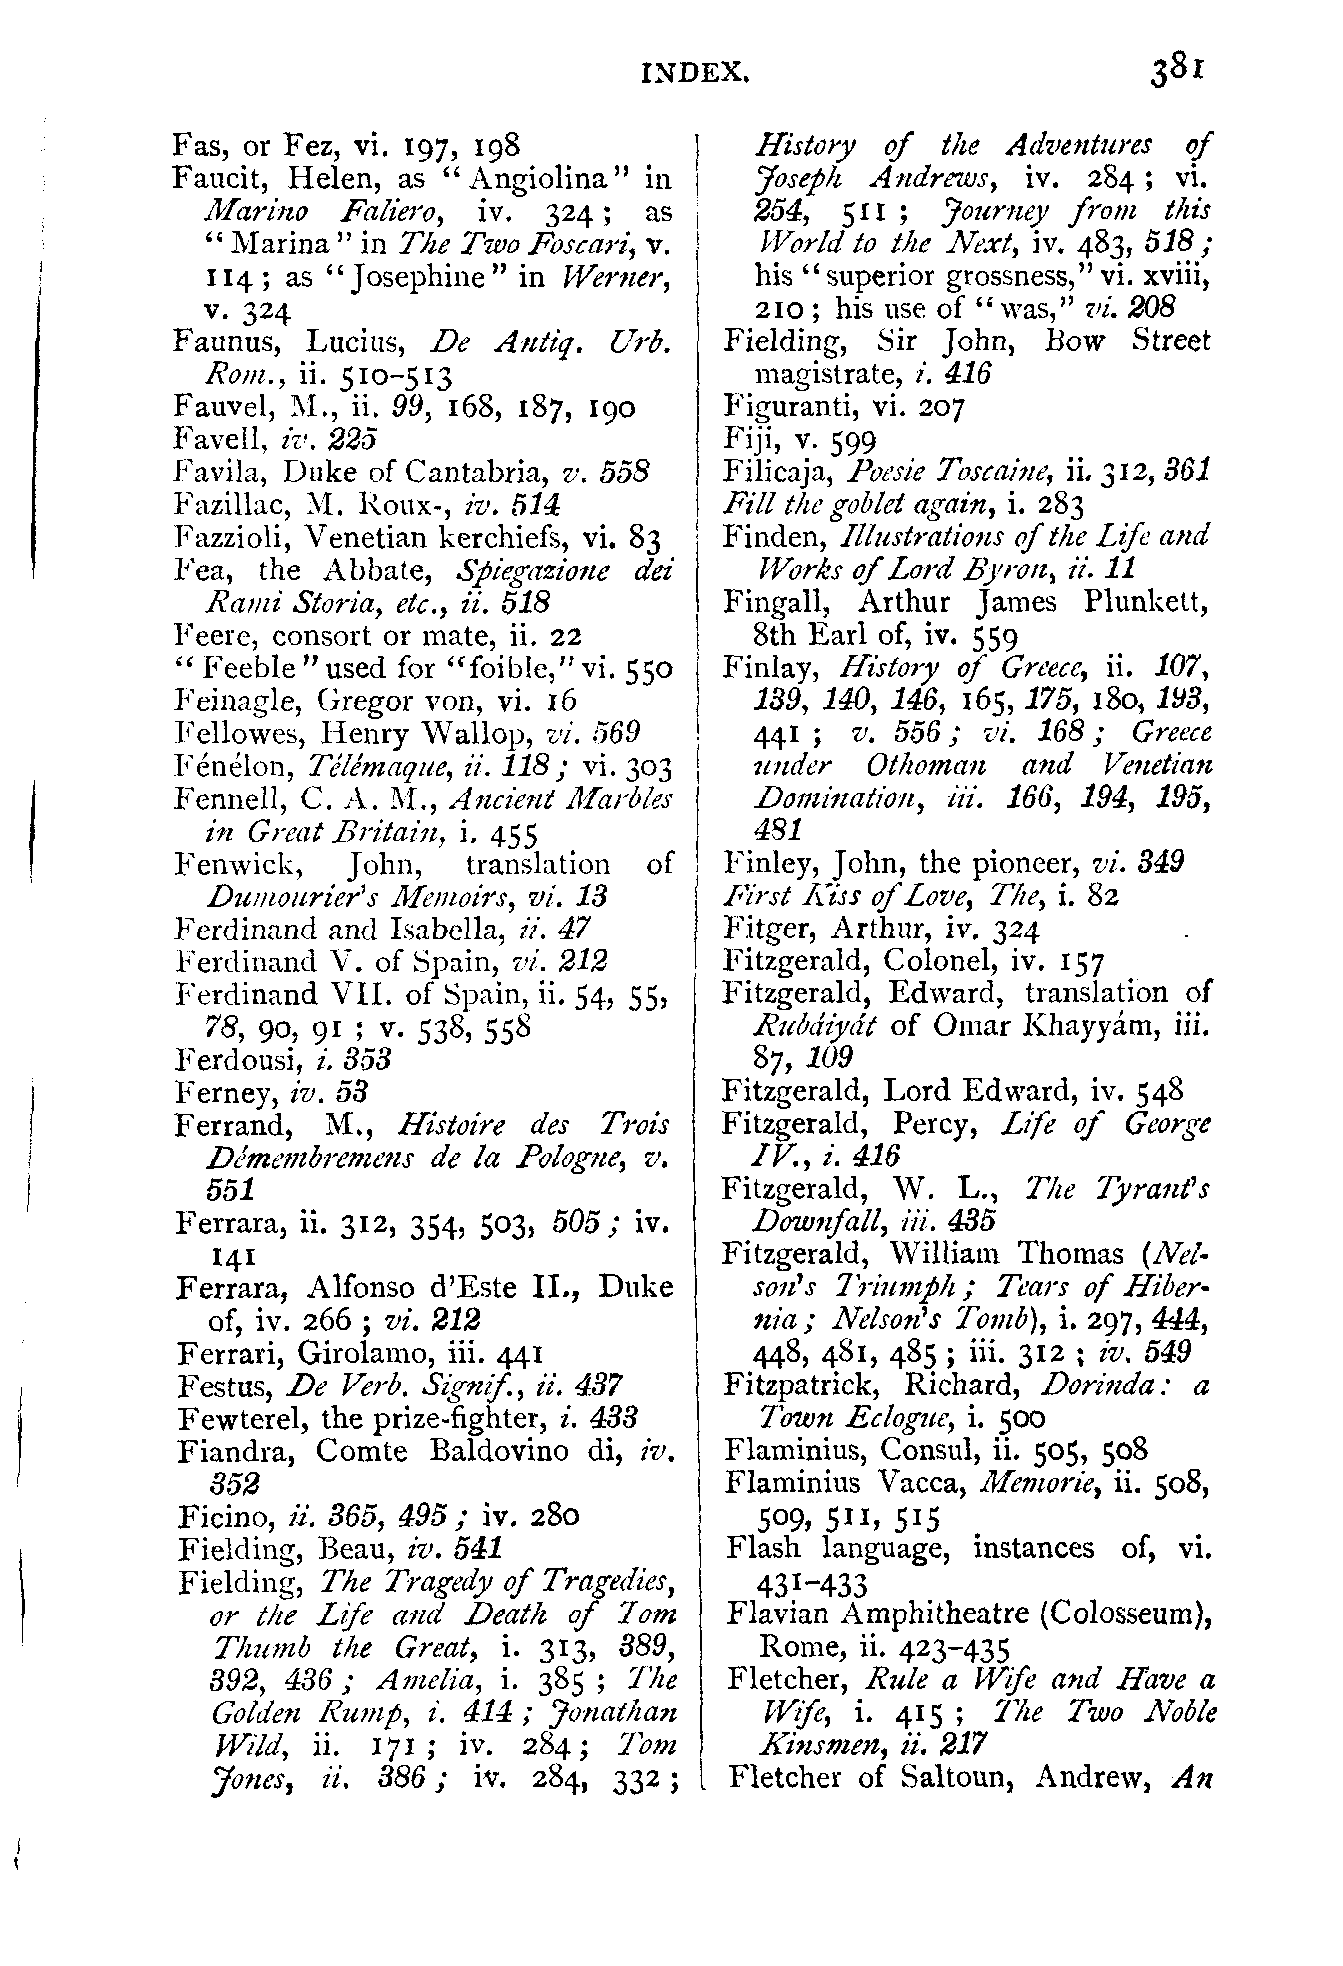 INDEX. 381
Fas, or Fez, vi. 197, 198
Faucit, Helen, as "Angiolina" in
Marino Faliero, iv. 324; as
"Marina" in The Two Foscari, v.
114; as "Josephine" in Werner,
v. 324
Faunus, Lucius, De Antiq. Urb.
Rom., ii. 510-513
Fauvel, M., ii. 99, 168, 187, 190
Favell, iv. 225
Favila, Duke of Cantabria, v. 558
Fazillac, M. Roux-, iv. 514
Fazzioli, Venetian kerchiefs, vi. 83
Fea, the Abbate, Spiegazione dei
Rami Storia, etc., ii. 518
Feere, consort or mate, ii. 22
"Feeble" used for "foible," vi. 550
Feinagle, Gregor von, vi. 16
Fellowes, Henry Wallop, vi. 569
Fénélon, Télémaque, ii. 118; vi. 303
Fennell, C. A. M., Ancient Marbles
in Great Britain, i. 455
Fenwick, John, translation of
Dumourier's Memoirs, vi. 13
Ferdinand and Isabella, ii. 47
Ferdinand V. of Spain, vi. 212
Ferdinand VII. of Spain, ii. 54, 55,
78, 90, 91; v. 538, 558
Ferdousi, i. 353
Ferney, iv. 53
Ferrand, M., Histoire des Trois
Démembremens de la Pologne, v.
551
Ferrara, ii. 312, 354, 503, 505; iv.
141
Ferrara, Alfonso d'Este II., Duke
of, iv. 266; vi. 212
Ferrari, Girolamo, iii. 441
Festus, De Verb. Signif., ii. 437
Fewterel, the prize-fighter, i. 433
Fiandra, Comte Baldovino di, iv.
352
Ficino, ii. 365, 495; iv. 280
Fielding, Beau, iv. 541
Fielding, The Tragedy of Tragedies,
or the Life and Death of Tom
Thumb the Great, i. 313, 389,
392, 436; Amelia, i. 385; The
Golden Rump, i. 414; Jonathan
Wild, ii. 171; iv. 284; Tom
Jones, ii. 386; iv. 284, 332;
History of the Adventures of
Joseph Andrews, iv. 284; vi.
254, 511; Journey from this
World to the Next, iv. 483, 518;
his "superior grossness," vi. xviii,
210; his use of "was," vi. 208
Fielding, Sir John, Bow Street
magistrate, i. 416
Figuranti, vi. 207
Fiji, v. 599
Filicaja, Poesie Toscaine, ii. 312, 361
Fill the goblet again, i. 283
Finden, Illustrations of the Life and
Works of Lord Byron, ii. 11
Fingall, Arthur James Plunkett,
8th Earl of, iv. 559
Finlay, History of Greece, ii. 107,
139, 140, 146, 165, 175, 180, 193,
441; v. 556; vi. 168; Greece
under Othoman and Venetian
Domination, iii. 166, 194, 195,
481
Finley, John, the pioneer, vi. 349
First Kiss of Love, The, i. 82
Fitger, Arthur, iv. 324
Fitzgerald, Colonel, iv. 157
Fitzgerald, Edward, translation of
Rubáiyát of Omar Khayyám, iii.
87, 109
Fitzgerald, Lord Edward, iv. 548
Fitzgerald, Percy, Life of George
IV., i. 416
Fitzgerald, W. L., The Tyrant's
Downfall, iii. 435
Fitzgerald, William Thomas (Nel-
son's Triumph; Tears of Hiber-
nia; Nelson's Tomb), i. 297, 444,
448, 481, 485; iii. 312; iv. 549
Fitzpatrick, Richard, Dorinda: a
Town Eclogue, i. 500
Flaminius, Consul, ii. 505, 508
Flaminius Vacca, Memorie, ii. 508,
509, 511, 515
Flash language, instances of, vi.
431-433
Flavian Amphitheatre (Colosseum),
Rome, ii. 423-435
Fletcher, Rule a Wife and Have a
Wife, i. 415; The Two Noble
Kinsmen, ii. 217
Fletcher of Saltoun, Andrew, An